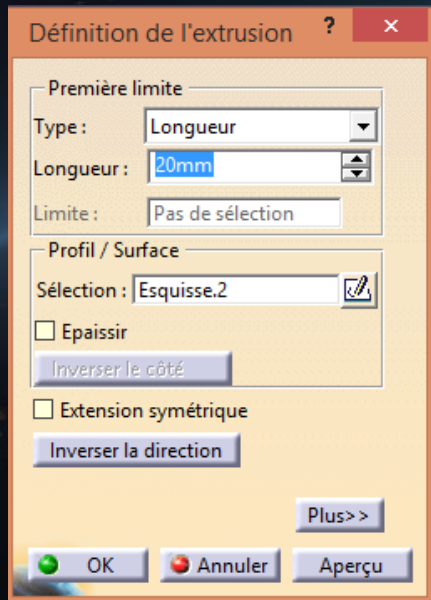 Définition de l'extrusion ? ×
Première limite
Type : Longueur
Longueur : 20mm
Limite : Pas de sélection
Profil / Surface
Sélection : Esquisse.2
Epaissir
Inverser le côté
Extension symétrique
Inverser la direction
Plus>>
OK Annuler Aperçu